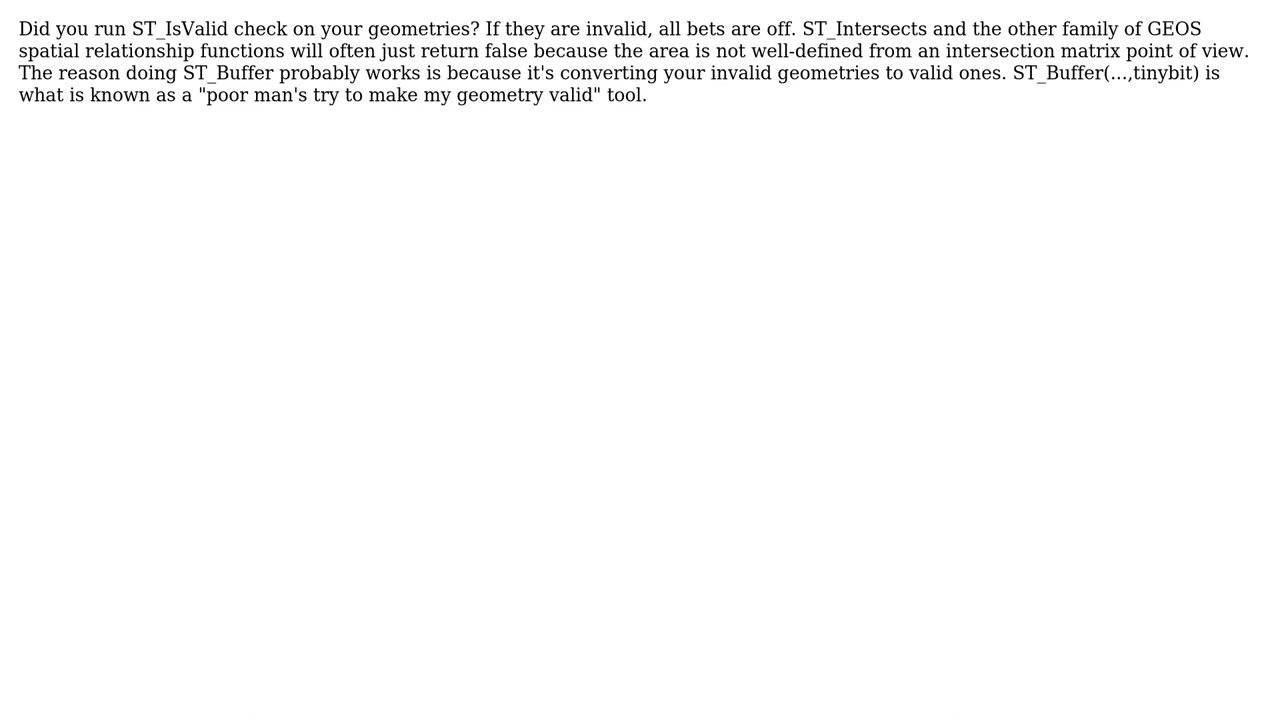 Did you run ST_IsValid check on your geometries? If they are invalid, all bets are off. ST_Intersects and the other family of GEOS
spatial relationship functions will often just return false because the area is not well-defined from an intersection matrix point of view.
The reason doing ST_Buffer probably works is because it's converting your invalid geometries to valid ones. ST_Buffer(...,tinybit) is
what is known as a "poor man's try to make my geometry valid" tool.